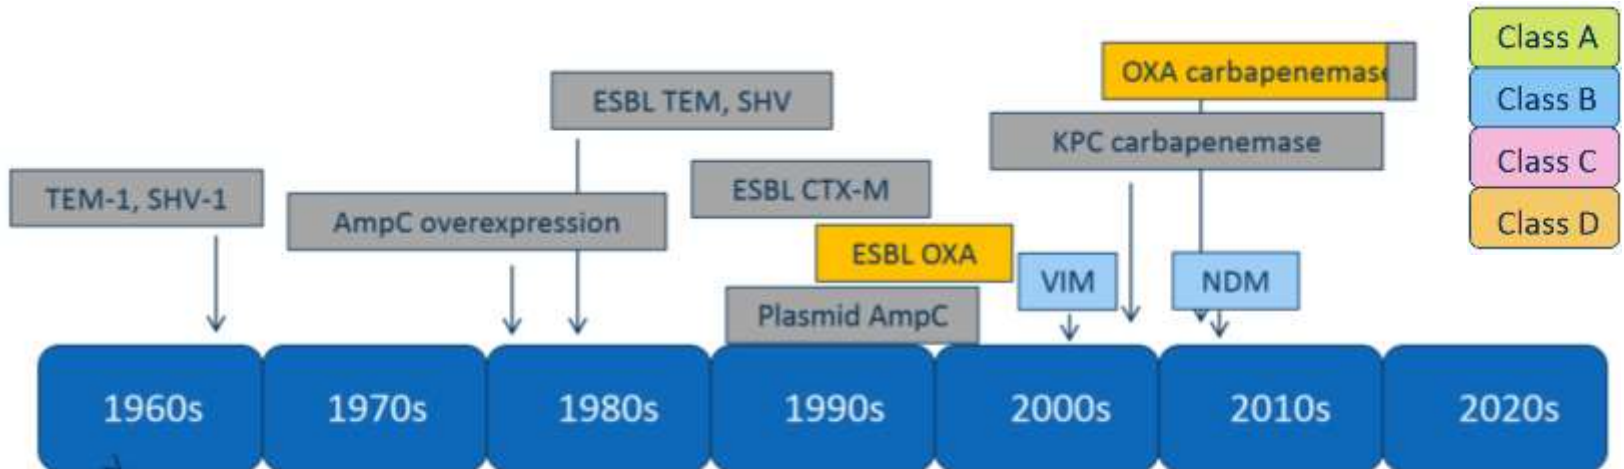 Class A
OXA carbapenemase
ESBL TEM, SHV
Class B
KPC carbapenemase
Class C
ESBL CTX-M
TEM-1, SHV-1
AmpC overexpression
Class D
ESBL OXA
VIM
NDM
Plasmid AmpC
1960s
1970s
1980s
1990s
2000s
2010s
2020s